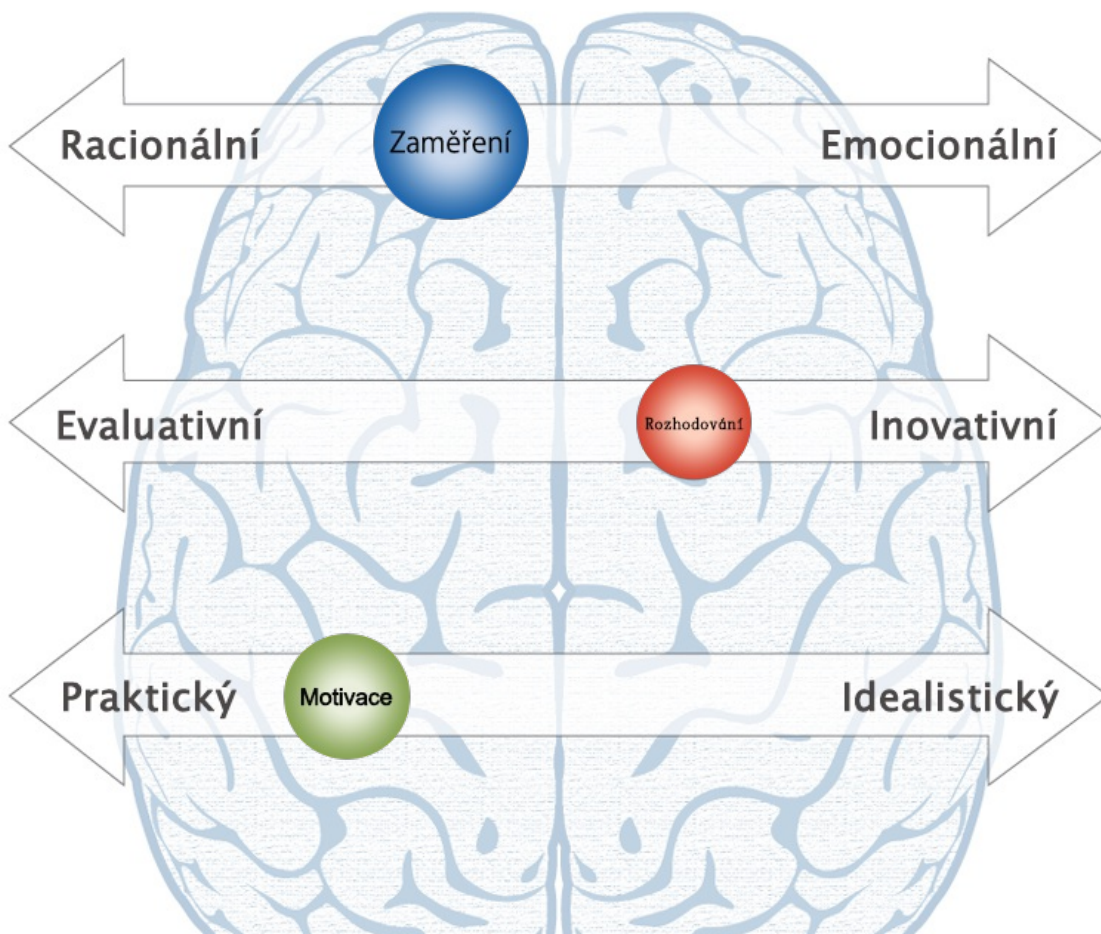 Racionální
Zaměření
Emocionální
Evaluativní
Rozhodování
Inovativní
Praktický
Motivace
Idealistický